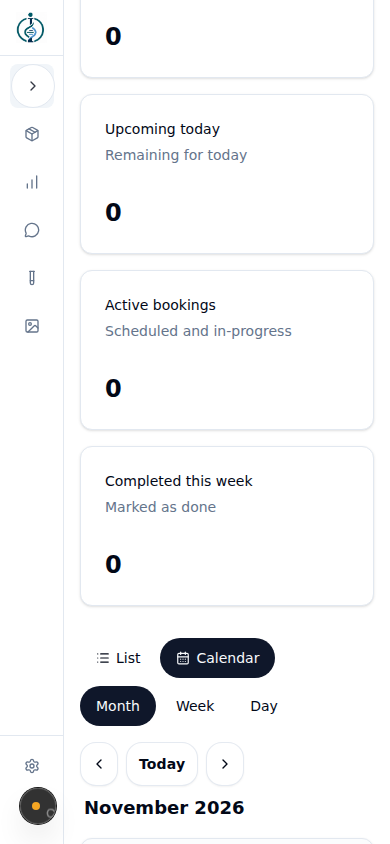 0
Upcoming today
Remaining for today
0
Active bookings
Scheduled and in-progress
0
Completed this week
Marked as done
0
List Calendar
Month Week Day
Today
November 2026